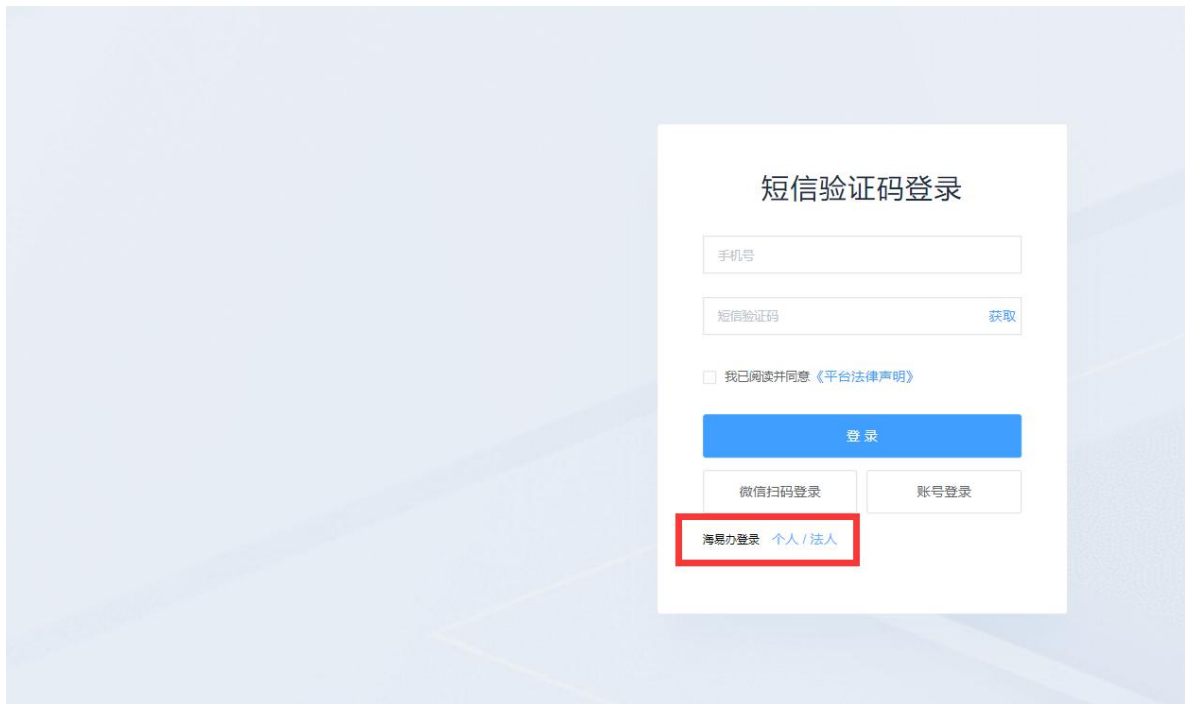 短信验证码登录
手机号
短信验证码 获取
我已阅读并同意《平台法律声明》
登 录
微信扫码登录 账号登录
海易办登录 个人 / 法人